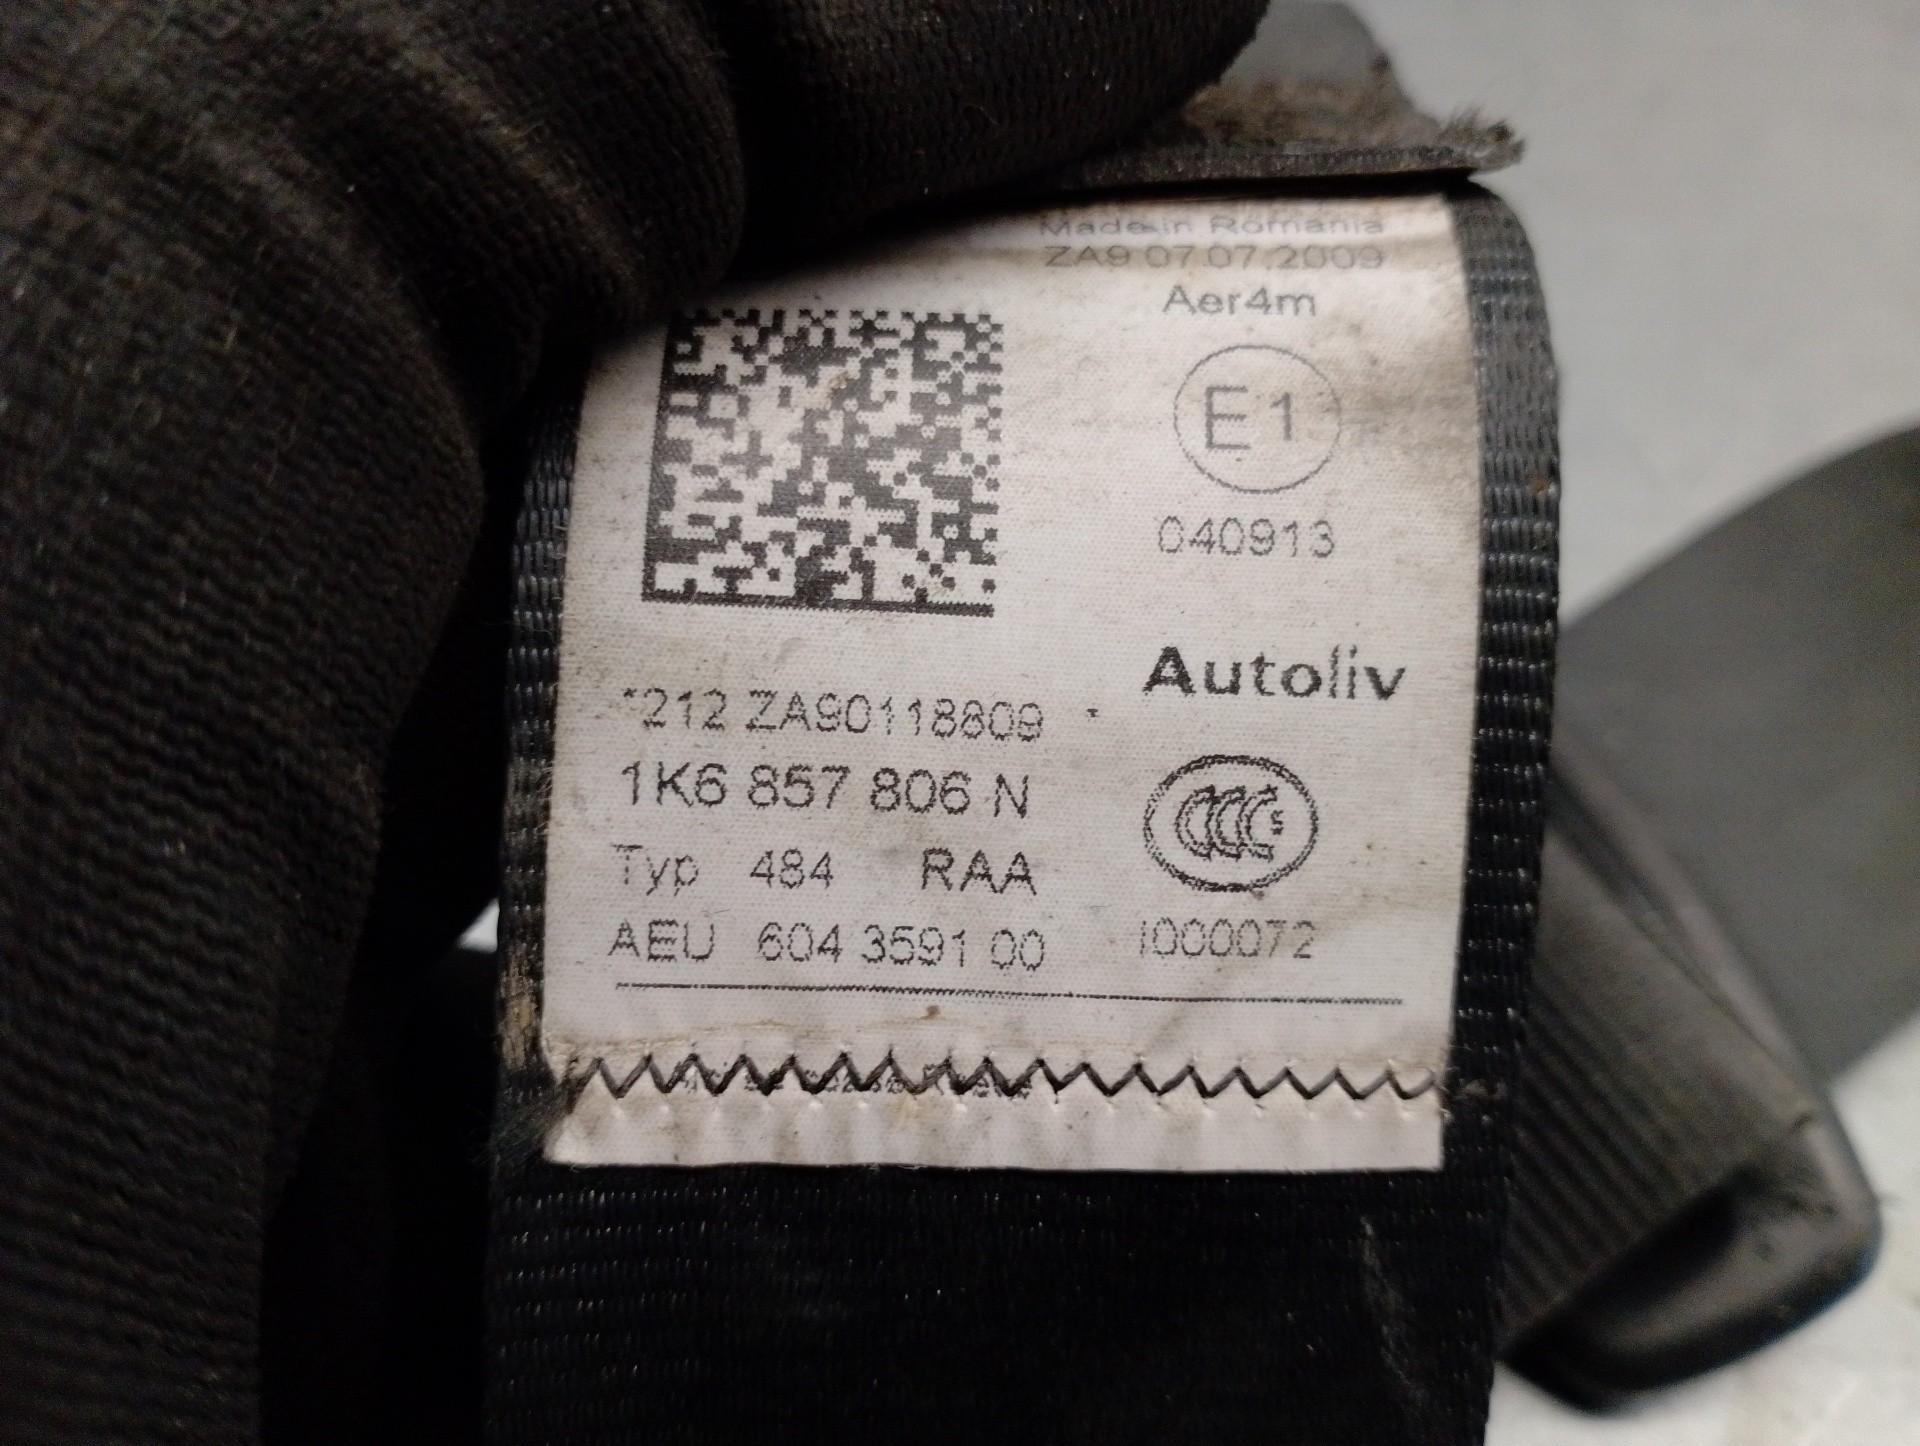 Made in Romania
ZA9 07.07.2009
Aer4m
E1
040913
Autoliv
*212 ZA90118809 *
1K6 857 806 N
Typ 484 RAA
AEU 604 3591 00
CCC S
I000072